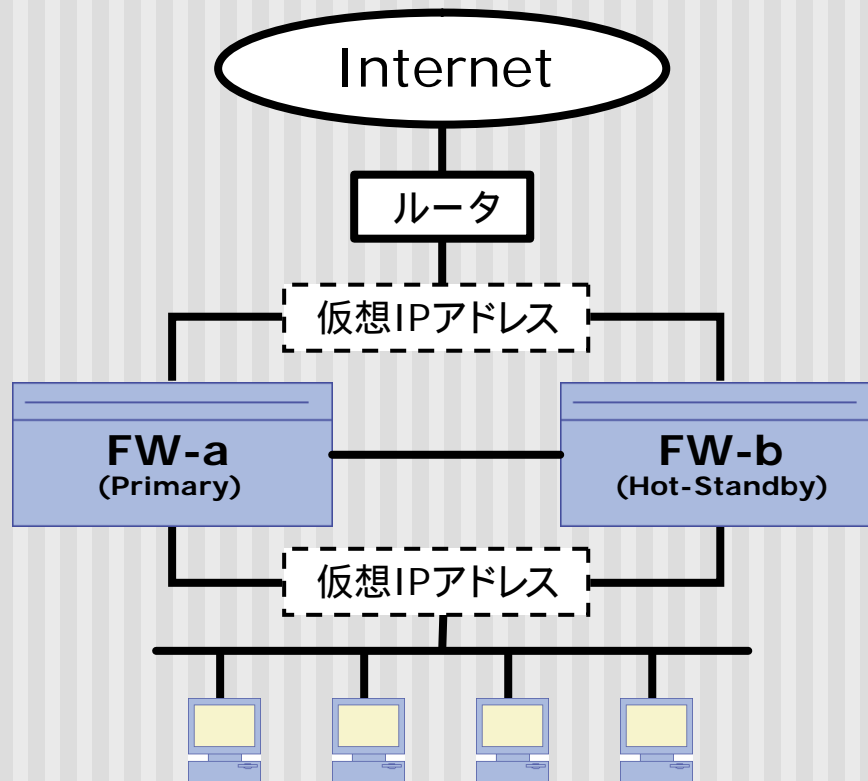 Internet
ルータ
仮想IPアドレス
FW-a
(Primary)
FW-b
(Hot-Standby)
仮想IPアドレス